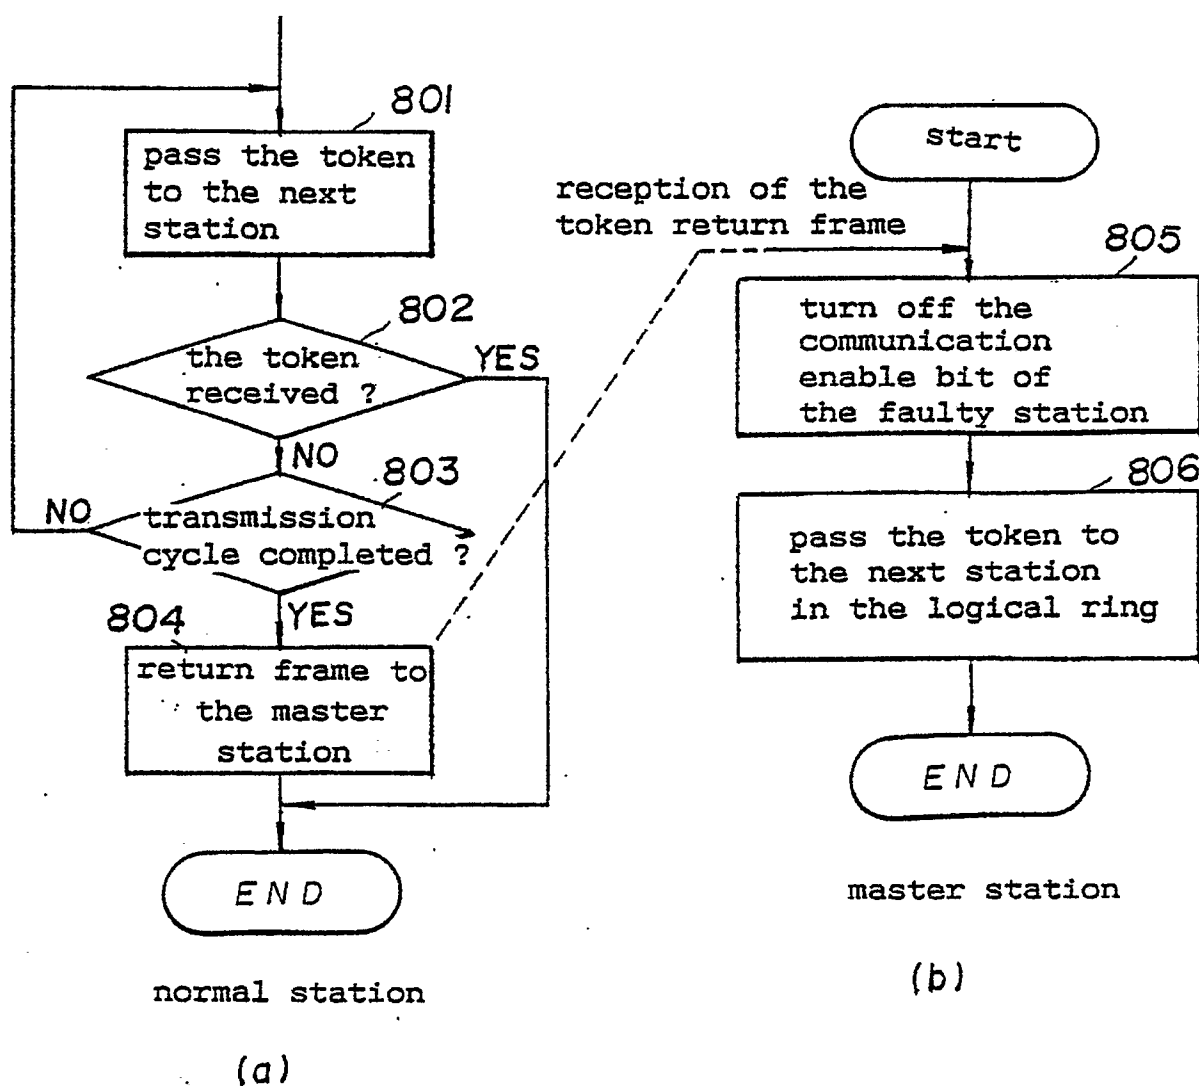 801
pass the token
to the next
station
802
the token
received ?
YES
NO
803
NO
transmission
cycle completed ?
YES
804
return frame to
the master
station
END
normal station
(a)
start
reception of the
token return frame
805
turn off the
communication
enable bit of
the faulty station
806
pass the token to
the next station
in the logical ring
END
master station
(b)